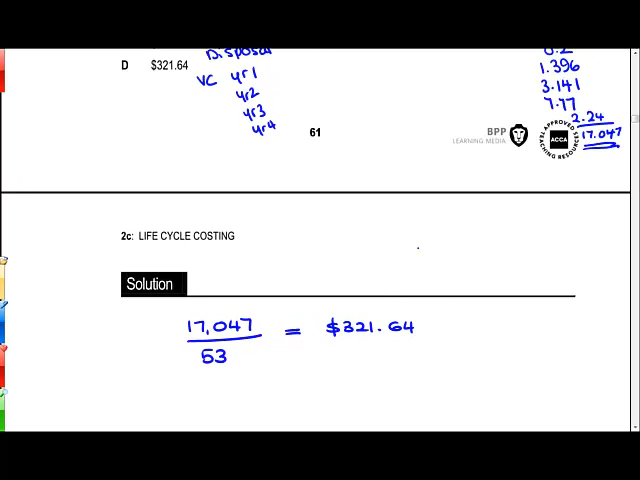 Disposal
0.2
D $321.64
VC yr1
1.396
yr2
3.141
yr3
7.77
yr4
2.24
17.047
61
BPP
LEARNING MEDIA
APPROVED
ACCA
TEACHING RESOURCES
2c: LIFE CYCLE COSTING
Solution
17,047
= $321.64
53